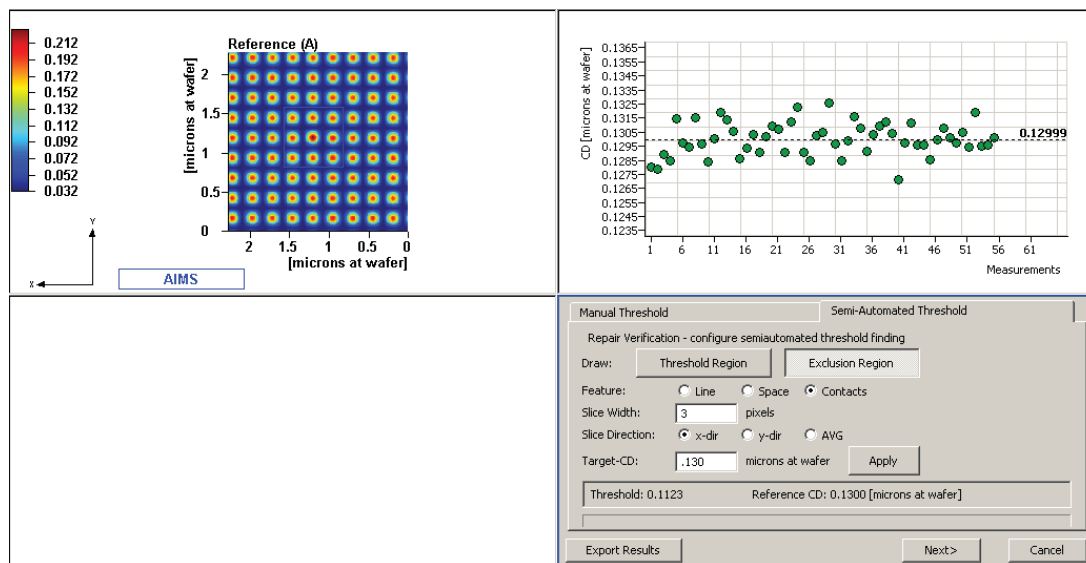 Reference (A)
0.212
0.192
0.172
0.152
0.132
0.112
0.092
0.072
0.052
0.032
[microns at wafer]
2
1.5
1
0.5
0
2 1.5 1 0.5 0
[microns at wafer]
Y
X
AIMS
CD [microns at wafer]
0.1365
0.1355
0.1345
0.1335
0.1325
0.1315
0.1305
0.1295
0.1285
0.1275
0.1265
0.1255
0.1245
0.1235
0.12999
1 6 11 16 21 26 31 36 41 46 51 56 61
Measurements
Manual Threshold Semi-Automated Threshold
Repair Verification - configure semiautomated threshold finding
Draw: Threshold Region Exclusion Region
Feature: Line Space Contacts
Slice Width: 3 pixels
Slice Direction: x-dir y-dir AVG
Target-CD: .130 microns at wafer Apply
Threshold: 0.1123 Reference CD: 0.1300 [microns at wafer]
Export Results Next> Cancel